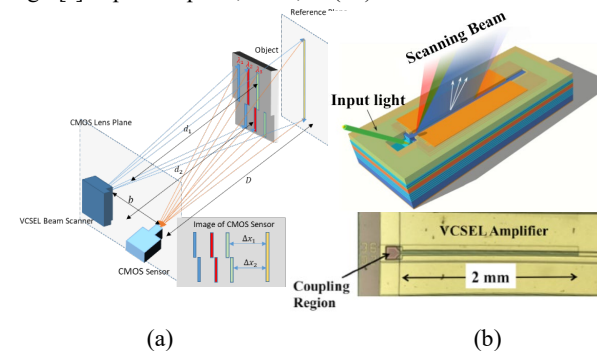 Reference Plane
Object
CMOS Lens Plane
d₁
d₂
D
b
VCSEL Beam Scanner
CMOS Sensor
Image of CMOS Sensor
Δx₁
Δx₂
(a)
Scanning Beam
Input light
VCSEL Amplifier
2 mm
Coupling
Region
(b)